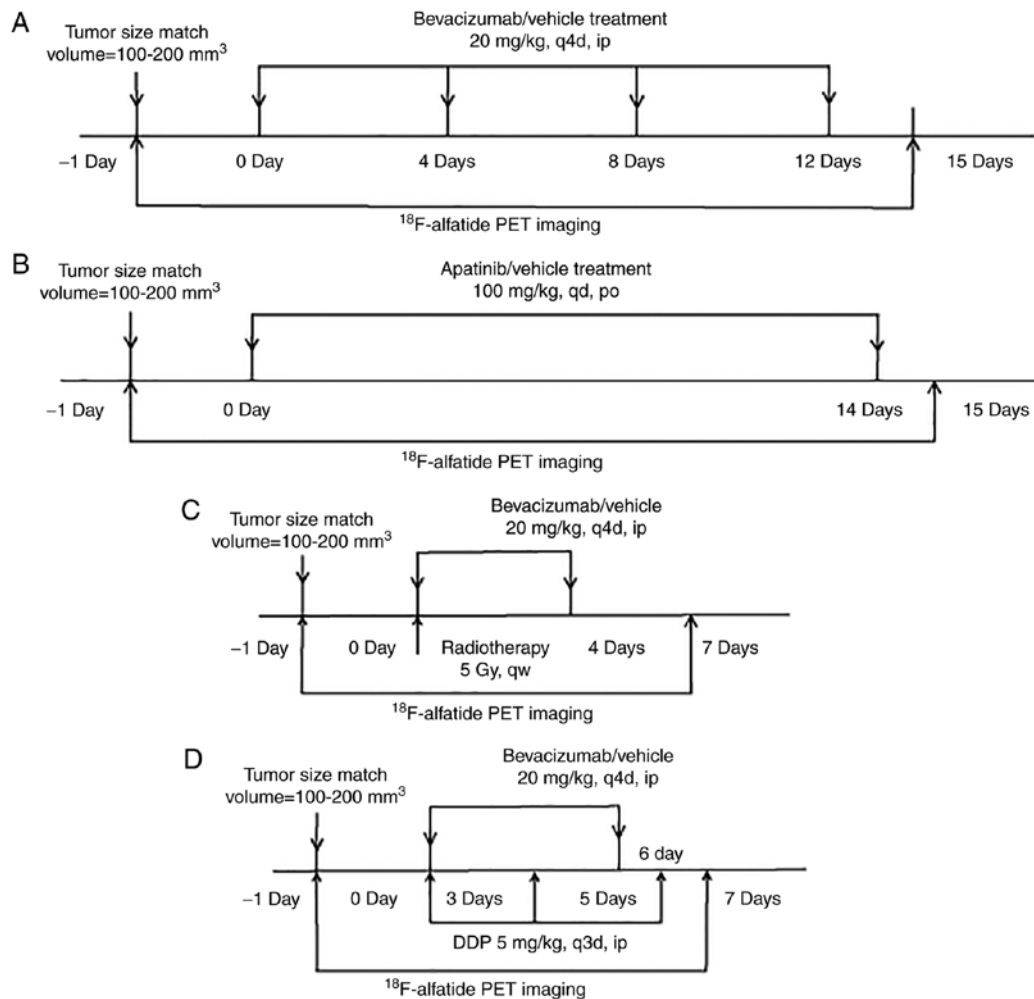 A
Tumor size match
volume=100-200 mm³
Bevacizumab/vehicle treatment
20 mg/kg, q4d, ip
−1 Day 0 Day 4 Days 8 Days 12 Days 15 Days
¹⁸F-alfatide PET imaging
B
Tumor size match
volume=100-200 mm³
Apatinib/vehicle treatment
100 mg/kg, qd, po
−1 Day 0 Day 14 Days 15 Days
¹⁸F-alfatide PET imaging
C
Tumor size match
volume=100-200 mm³
Bevacizumab/vehicle
20 mg/kg, q4d, ip
−1 Day 0 Day Radiotherapy 4 Days 7 Days
5 Gy, qw
¹⁸F-alfatide PET imaging
D
Tumor size match
volume=100-200 mm³
Bevacizumab/vehicle
20 mg/kg, q4d, ip
6 day
−1 Day 0 Day 3 Days 5 Days 7 Days
DDP 5 mg/kg, q3d, ip
¹⁸F-alfatide PET imaging